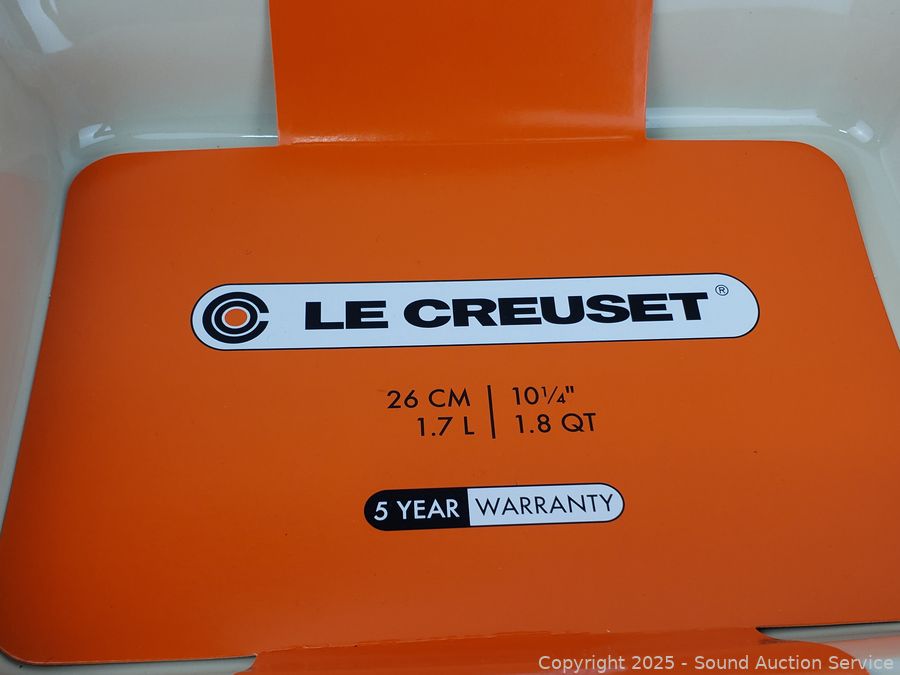 LE CREUSET®
26 CM | 10¼"
1.7 L | 1.8 QT
5 YEAR WARRANTY
Copyright 2025 - Sound Auction Service